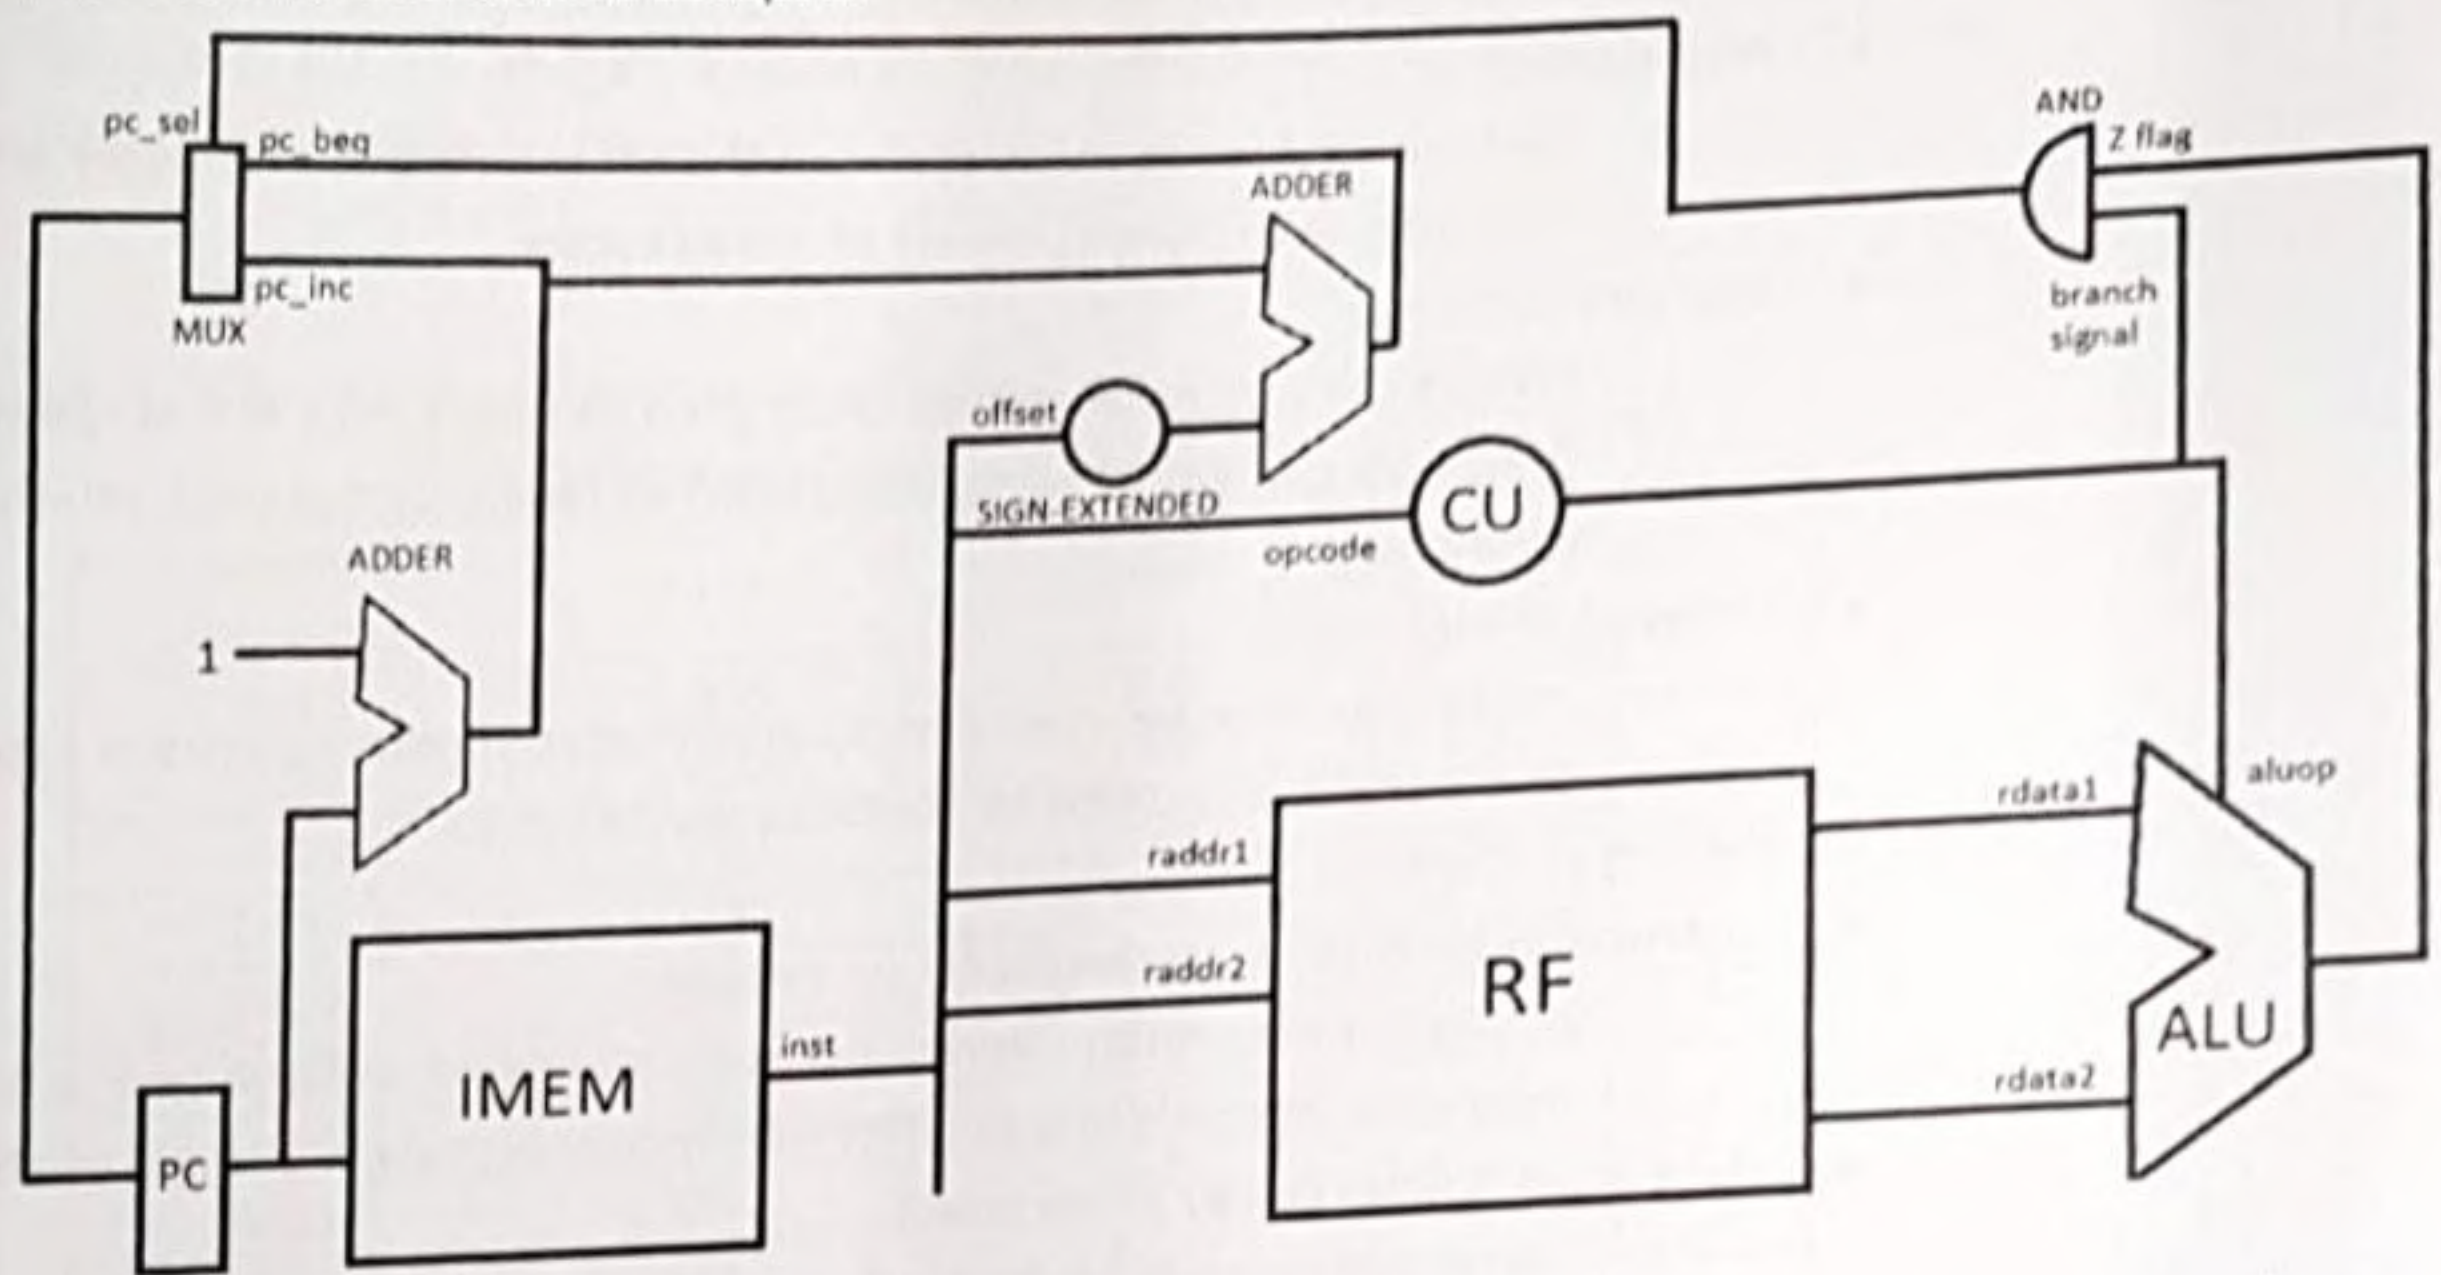 pc_sel
pc_beq
pc_inc
MUX
AND
Z flag
branch
signal
ADDER
offset
SIGN-EXTENDED
opcode
CU
ADDER
1
aluop
rdata1
raddr1
raddr2
RF
ALU
rdata2
inst
IMEM
PC